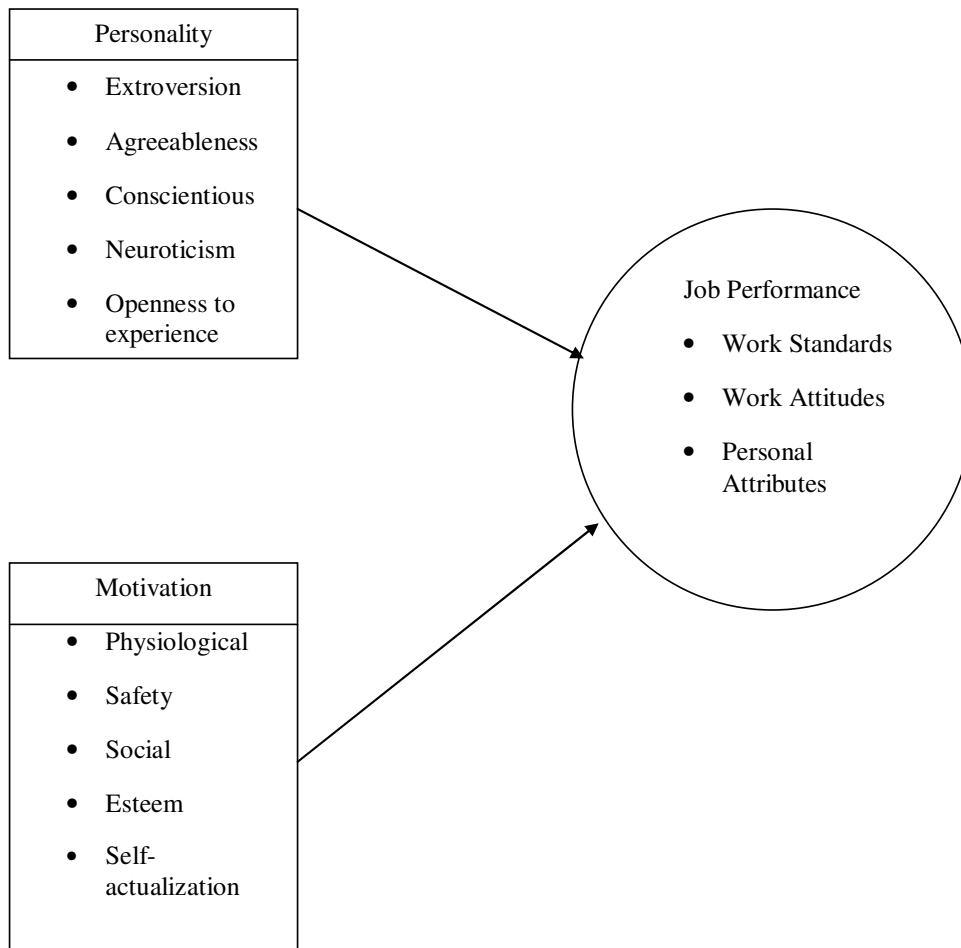 Personality
Extroversion
Agreeableness
Conscientious
Neuroticism
Openness to
experience
Job Performance
Work Standards
Work Attitudes
Personal
Attributes
Motivation
Physiological
Safety
Social
Esteem
Self-
actualization